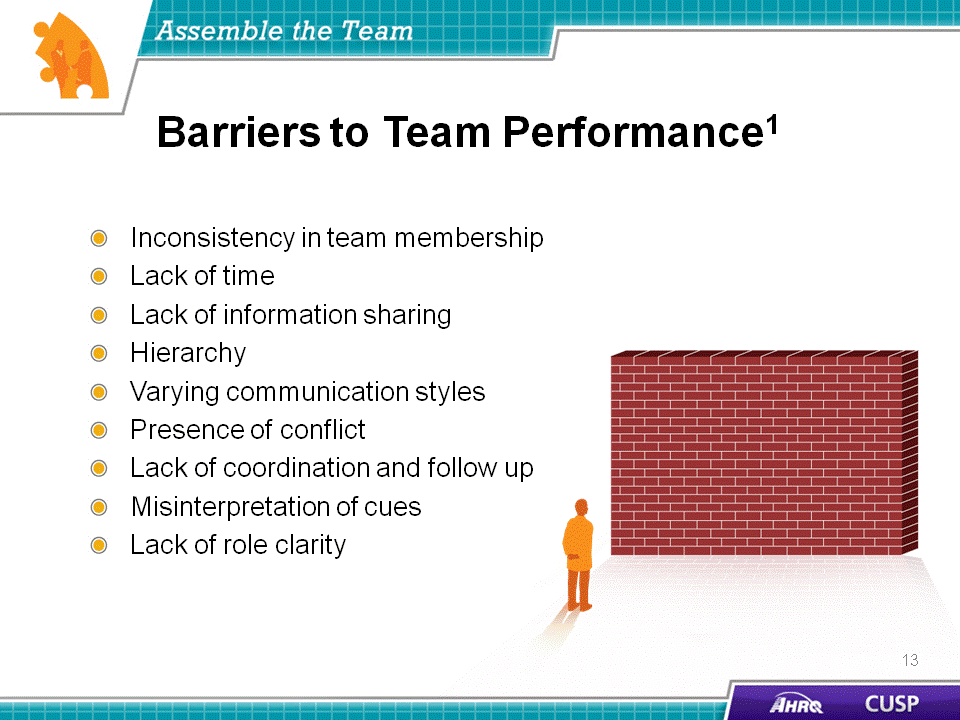 Assemble the Team
Barriers to Team Performance1
Inconsistency in team membership
Lack of time
Lack of information sharing
Hierarchy
Varying communication styles
Presence of conflict
Lack of coordination and follow up
Misinterpretation of cues
Lack of role clarity
13
AHRQ CUSP